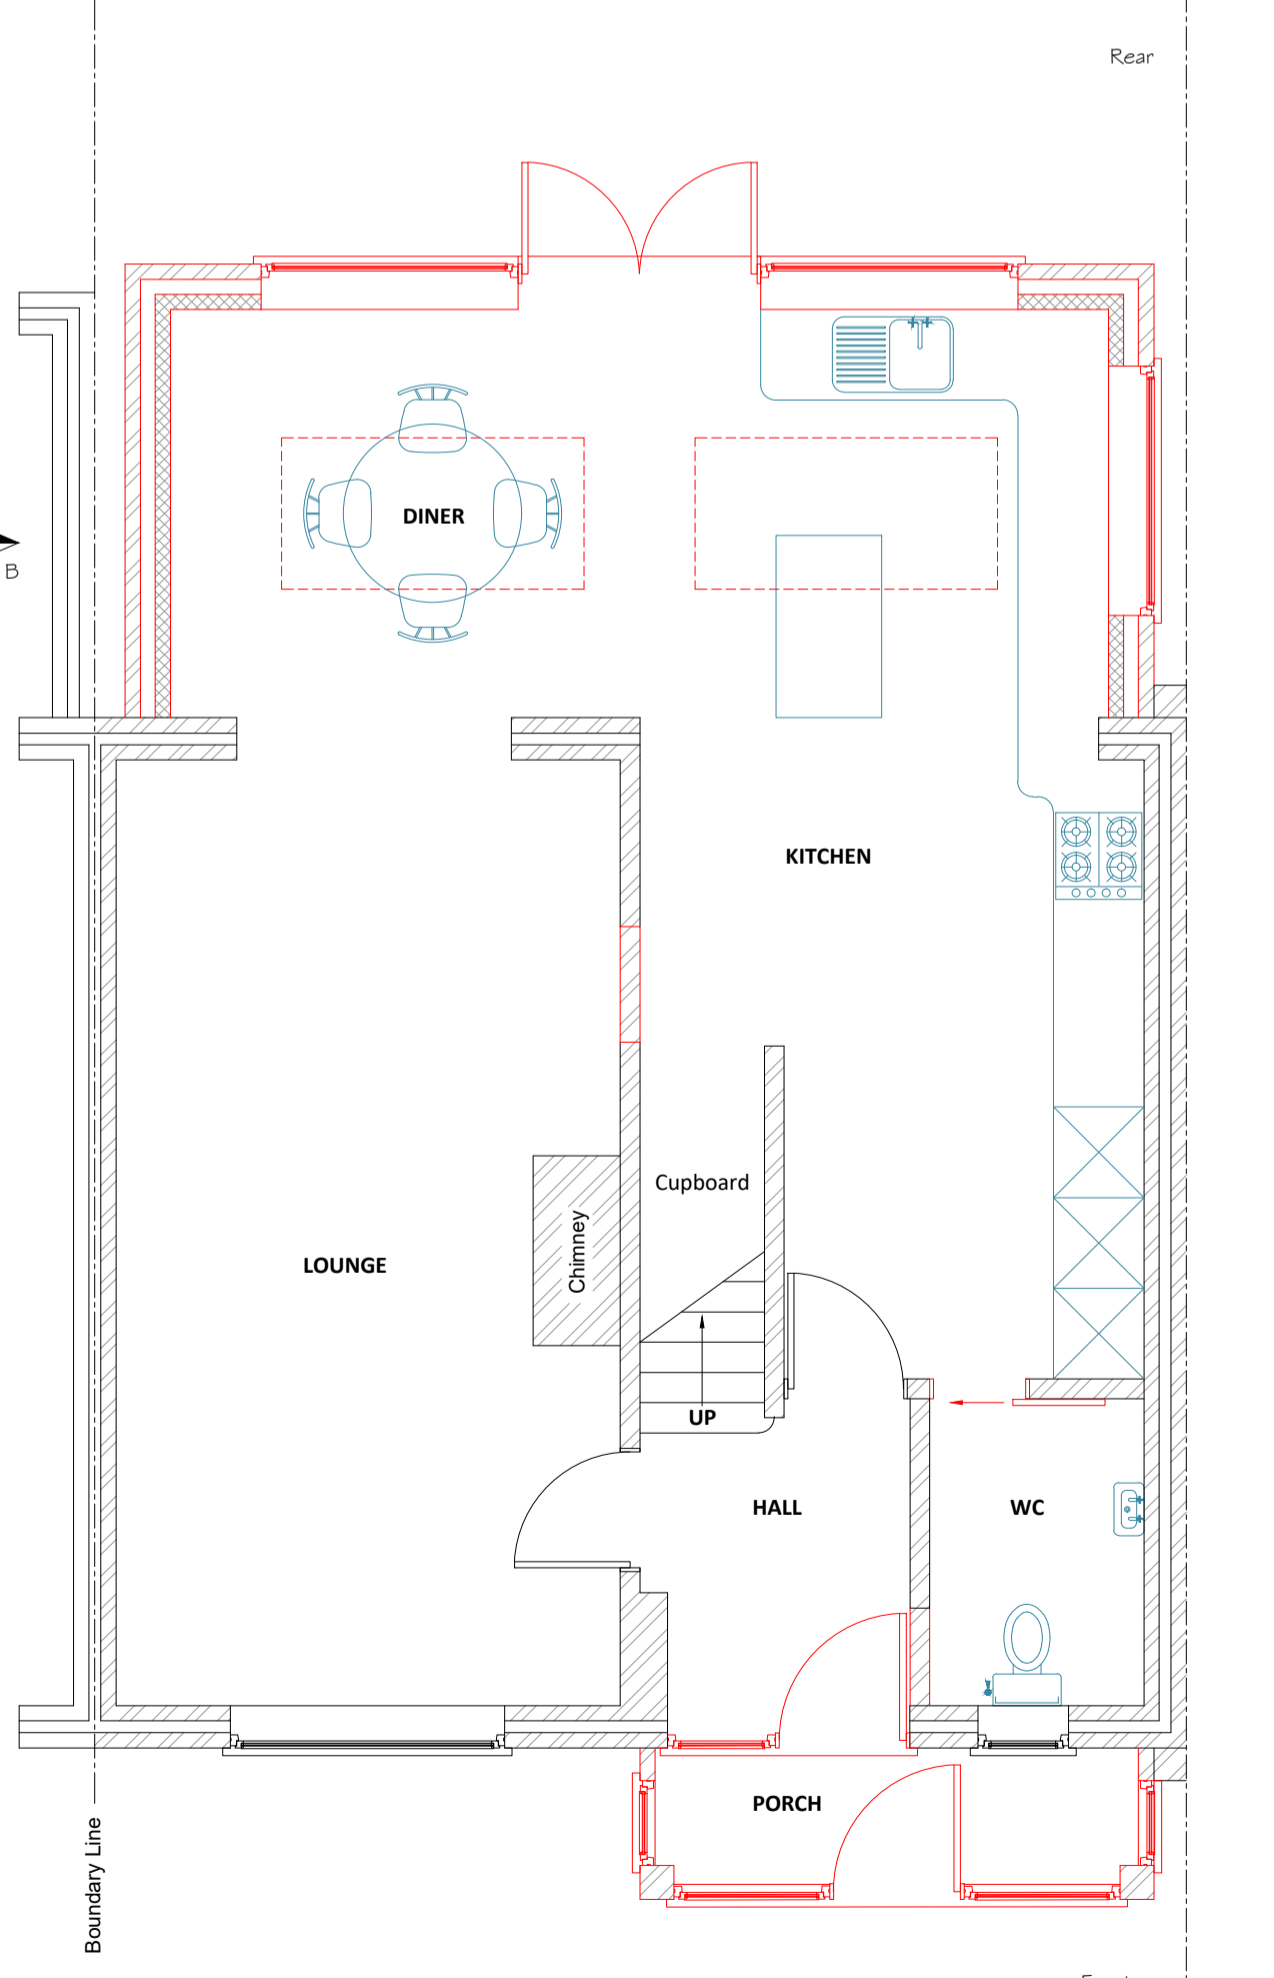 Rear
DINER
B
KITCHEN
Cupboard
Chimney
LOUNGE
UP
HALL
WC
PORCH
Boundary Line